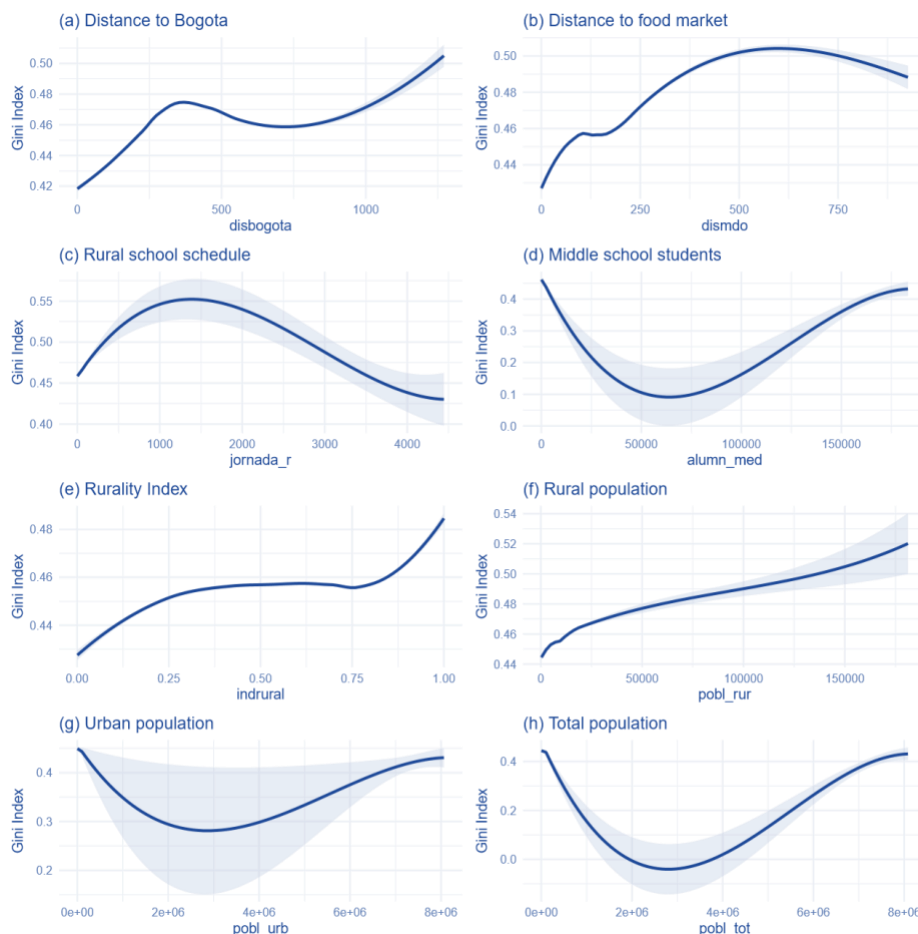 (a) Distance to Bogota
Gini Index
0.50
0.48
0.46
0.44
0.42
0 500 1000
disbogota
(b) Distance to food market
Gini Index
0.50
0.48
0.46
0.44
0 250 500 750
dismdo
(c) Rural school schedule
Gini Index
0.55
0.50
0.45
0.40
0 1000 2000 3000 4000
jornada_r
(d) Middle school students
Gini Index
0.4
0.3
0.2
0.1
0.0
0 50000 100000 150000
alumn_med
(e) Rurality Index
Gini Index
0.48
0.46
0.44
0.00 0.25 0.50 0.75 1.00
indrural
(f) Rural population
Gini Index
0.54
0.52
0.50
0.48
0.46
0.44
0 50000 100000 150000
pobl_rur
(g) Urban population
Gini Index
0.4
0.3
0.2
0e+00 2e+06 4e+06 6e+06 8e+06
pobl_urb
(h) Total population
Gini Index
0.4
0.2
0.0
0e+00 2e+06 4e+06 6e+06 8e+06
pobl_tot